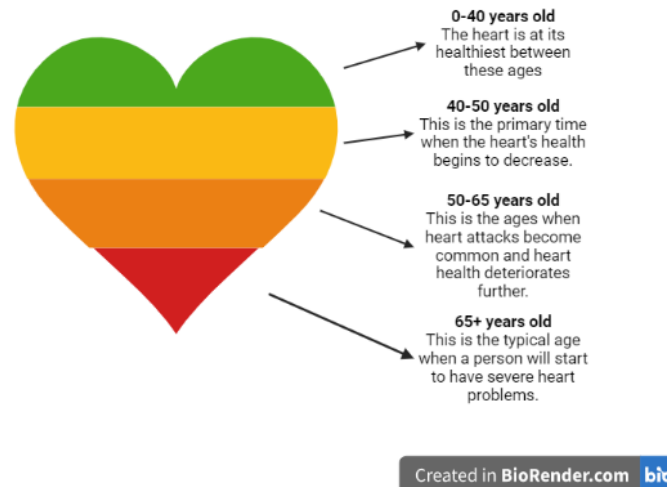 0-40 years old
The heart is at its
healthiest between
these ages
40-50 years old
This is the primary time
when the heart's health
begins to decrease.
50-65 years old
This is the ages when
heart attacks become
common and heart
health deteriorates
further.
65+ years old
This is the typical age
when a person will start
to have severe heart
problems.
Created in BioRender.com bio